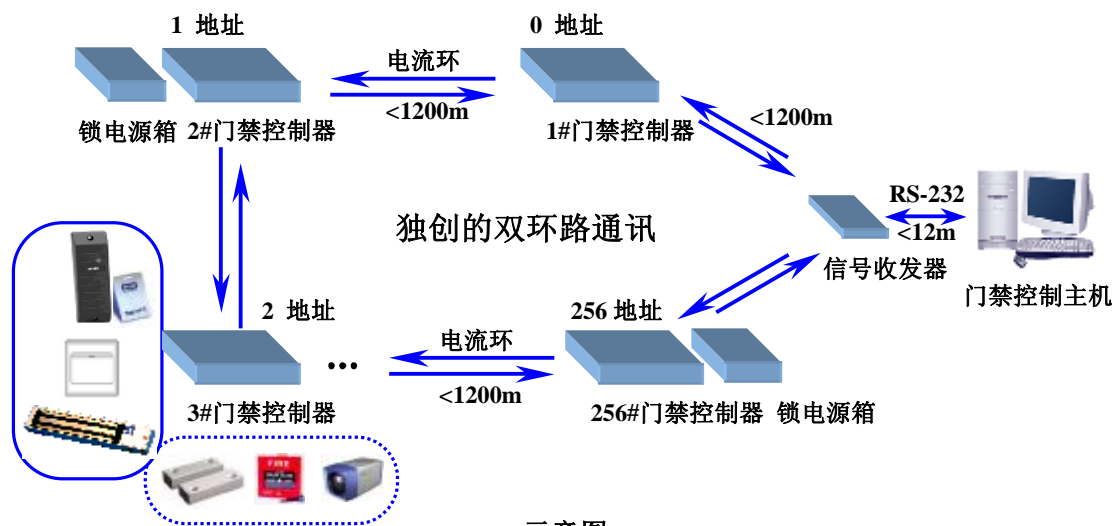 1 地址
0 地址
电流环
<1200m
锁电源箱 2#门禁控制器
1#门禁控制器
<1200m
RS-232
<12m
独创的双环路通讯
信号收发器
门禁控制主机
2 地址
256 地址
电流环
...
<1200m
3#门禁控制器
256#门禁控制器 锁电源箱
FIRE